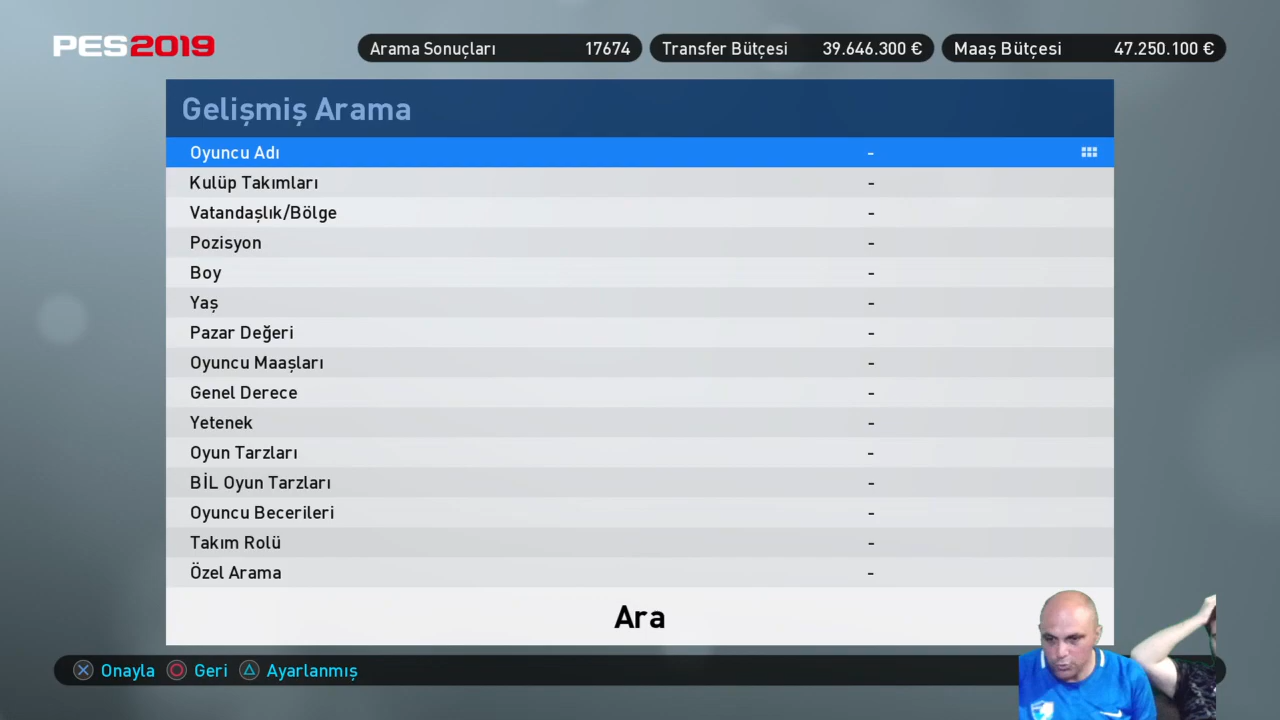 PES2019
Arama Sonuçları 17674
Transfer Bütçesi 39.646.300 €
Maaş Bütçesi 47.250.100 €
Gelişmiş Arama
Oyuncu Adı -
Kulüp Takımları -
Vatandaşlık/Bölge -
Pozisyon -
Boy -
Yaş -
Pazar Değeri -
Oyuncu Maaşları -
Genel Derece -
Yetenek -
Oyun Tarzları -
BİL Oyun Tarzları -
Oyuncu Becerileri -
Takım Rolü -
Özel Arama -
Ara
Onayla Geri Ayarlanmış